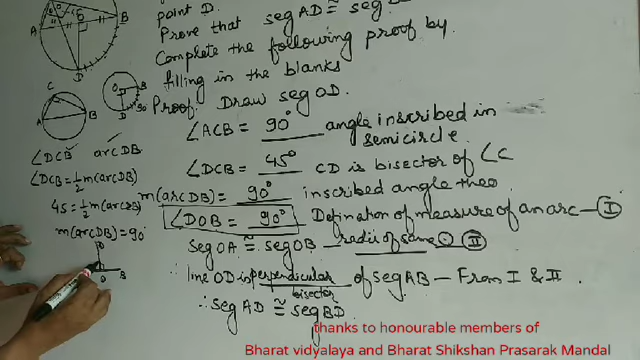 point D.
Prove that seg AD ≅ seg
Complete the following proof by
filling in the blanks
Proof: Draw seg OD.
∠ACB = 90° angle inscribed in semicircle.
∠DCB = 45° CD is bisector of ∠C
m(arc DB) = 90° inscribed angle theo
∠DOB = 90° Defination of measure of an arc — I
seg OA ≅ seg OB — radii of same ⊙ II
∴ line OD is perpendicular bisector of seg AB — From I & II.
∴ seg AD ≅ seg BD
∠DCB arc DB
∠DCB = 1/2 m(arc DB)
45 = 1/2 m(arc DB)
m(arc DB) = 90°
A
B
D
C
A
B
O
B
D
90
D
O
B
thanks to honourable members of
Bharat vidyalaya and Bharat Shikshan Prasarak Mandal